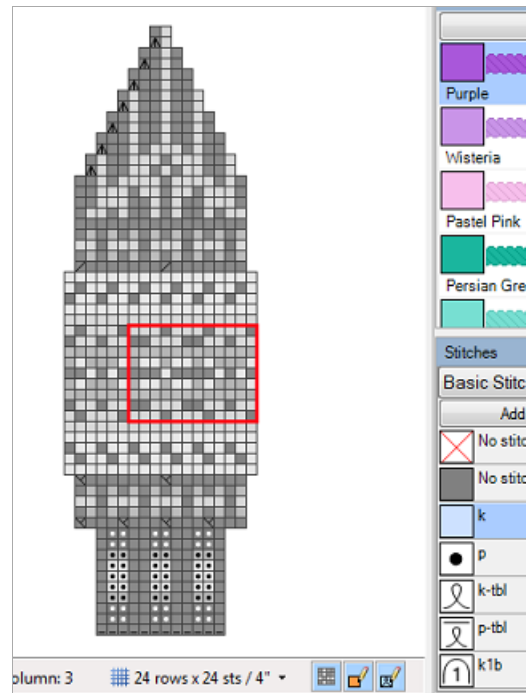 Purple
Wisteria
Pastel Pink
Persian Gre
Stitches
Basic Stitc
Add
No stitc
No stitc
k
p
k-tbl
p-tbl
1
k1b
olumn: 3
24 rows x 24 sts / 4"